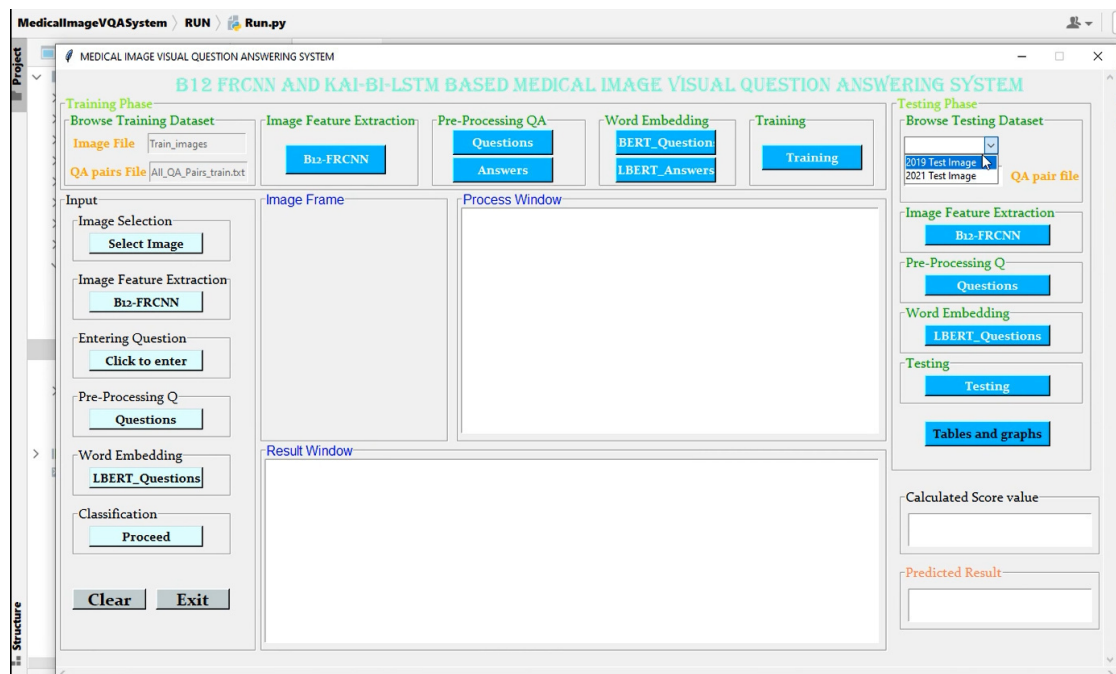 MedicalImageVQASystem > RUN > Run.py
Project
Structure
MEDICAL IMAGE VISUAL QUESTION ANSWERING SYSTEM
B12 FRCNN AND KAI-BI-LSTM BASED MEDICAL IMAGE VISUAL QUESTION ANSWERING SYSTEM
Training Phase
Browse Training Dataset
Image File Train_images
QA pairs File All_QA_Pairs_train.txt
Image Feature Extraction
B12-FRCNN
Pre-Processing QA
Questions
Answers
Word Embedding
BERT_Question
LBERT_Answers
Training
Training
Testing Phase
Browse Testing Dataset
2019 Test Image
2021 Test Image
QA pair file
Image Feature Extraction
B12-FRCNN
Pre-Processing Q
Questions
Word Embedding
LBERT_Questions
Testing
Testing
Tables and graphs
Input
Image Selection
Select Image
Image Feature Extraction
B12-FRCNN
Entering Question
Click to enter
Pre-Processing Q
Questions
Word Embedding
LBERT_Questions
Classification
Proceed
Clear Exit
Image Frame
Process Window
Result Window
Calculated Score value
Predicted Result